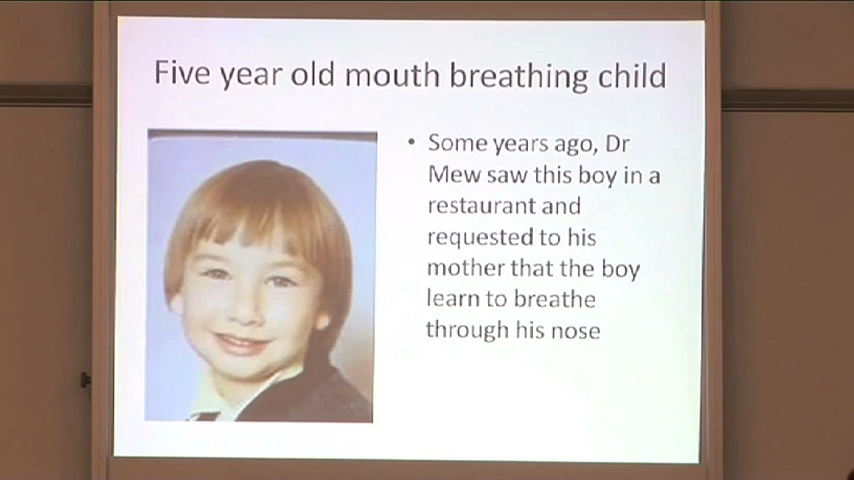 Five year old mouth breathing child
• Some years ago, Dr
Mew saw this boy in a
restaurant and
requested to his
mother that the boy
learn to breathe
through his nose